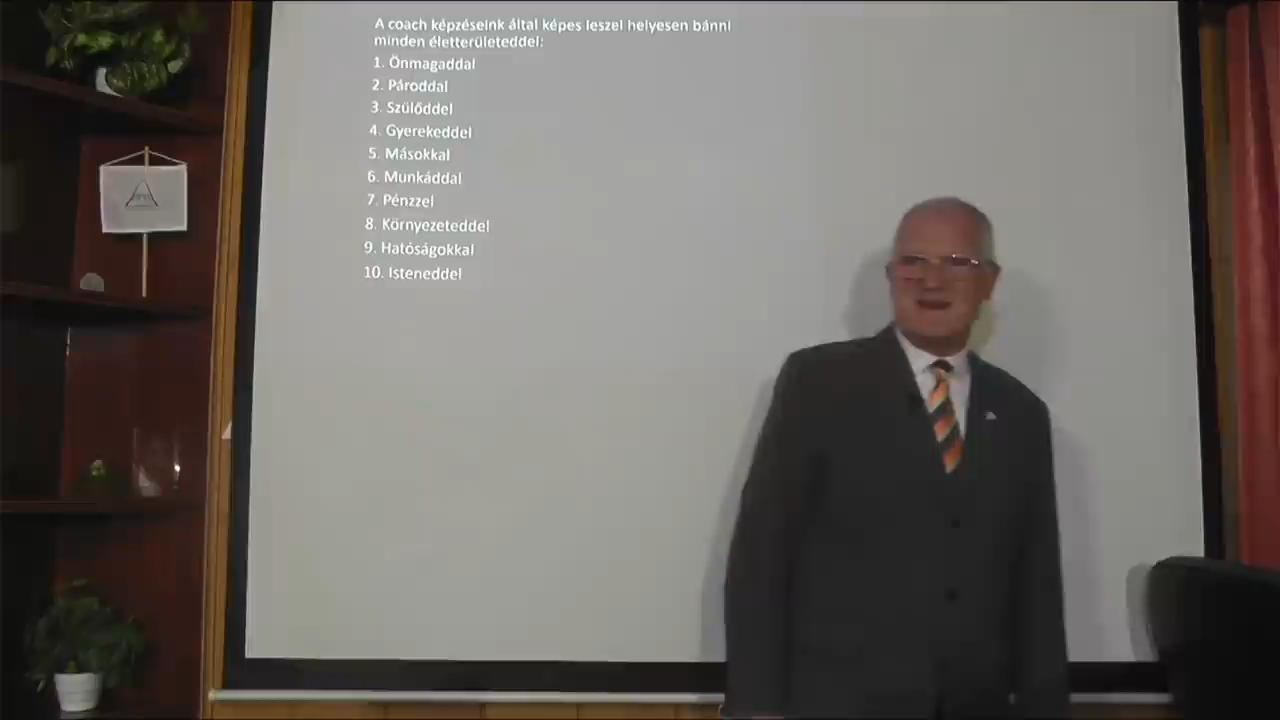 A coach képzéseink által képes leszel helyesen bánni
minden életterületeddel:
1. Önmagaddal
2. Pároddal
3. Szülőddel
4. Gyerekeddel
5. Másokkal
6. Munkáddal
7. Pénzzel
8. Környezeteddel
9. Hatóságokkal
10. Isteneddel